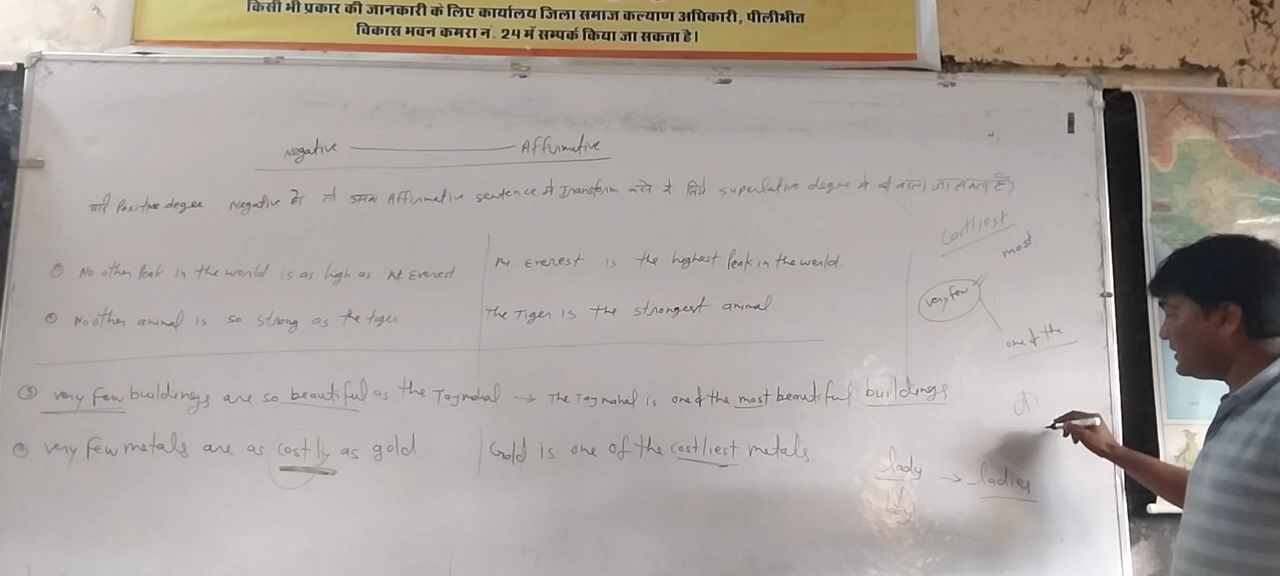 किसी भी प्रकार की जानकारी के लिए कार्यालय जिला समाज कल्याण अधिकारी, पीलीभीत
विकास भवन कमरा न. 24 में सम्पर्क किया जा सकता है।
Negative Affirmative
यदि Positive degree Negative हो तो उसका Affirmative sentence में Transform करने के लिये superlative degree में बदला जा सकता है)
① No other Peak in the world is as high as Mt Everest
Mt Everest is the highest Peak in the world.
② No other animal is so strong as the tiger
The Tiger is the strongest animal
costliest
most
very few
one of the
③ very few buildings are so beautiful as the Tajmahal → The Tajmahal is one of the most beautiful buildings
very few metals are as costly as gold
Gold is one of the costliest metals.
lady → ladies